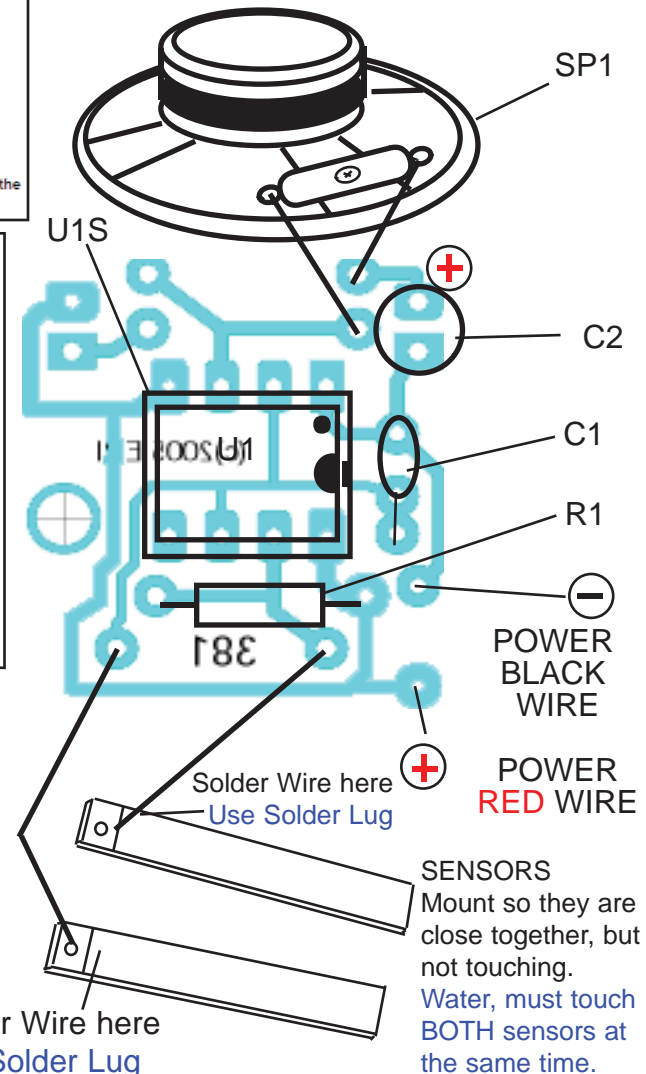 the
SP1
U1S
+
C2
C1
U1
R1
−
381
POWER
BLACK
WIRE
+
POWER
RED WIRE
Solder Wire here
Use Solder Lug
SENSORS
Mount so they are
close together, but
not touching.
Water, must touch
BOTH sensors at
the same time.
Wire here
Solder Lug